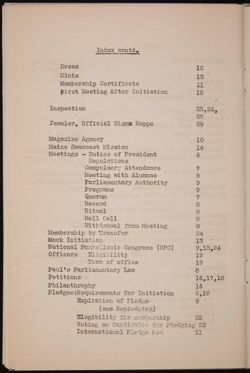 Index contd.
Dress 12
Hints 13
Membership Certificate 11
First Meeting After Initiation 12
Inspection 25,26,
27
Jeweler, Official Sigma Kappa 29
Magazine Agency 10
Maine Seacoast Mission 16
Meetings - Duties of President 6
Regulations
Compulsory Attendance 7
Meeting with Alumnae 8
Parliamentary Authority 9
Programs 9
Quorum 7
Record 8
Ritual 8
Roll Call 8
Withdrawal from Meeting 8
Membership by Transfer 24
Mock Initiation 13
National Panhellenic Congress (NPC) 9,13,24
Officers Eligibility 19
Term of office 19
Paul's Parliamentary Law 8
Petitions 16,17,18
Philanthropy 16
Pledges:Requirements for Initiation 9,10
Expiration of Pledge 9
(see Repledging)
Eligibility for membership 22
Voting on Candidates for Pledging 23
International Pledge Fee 11